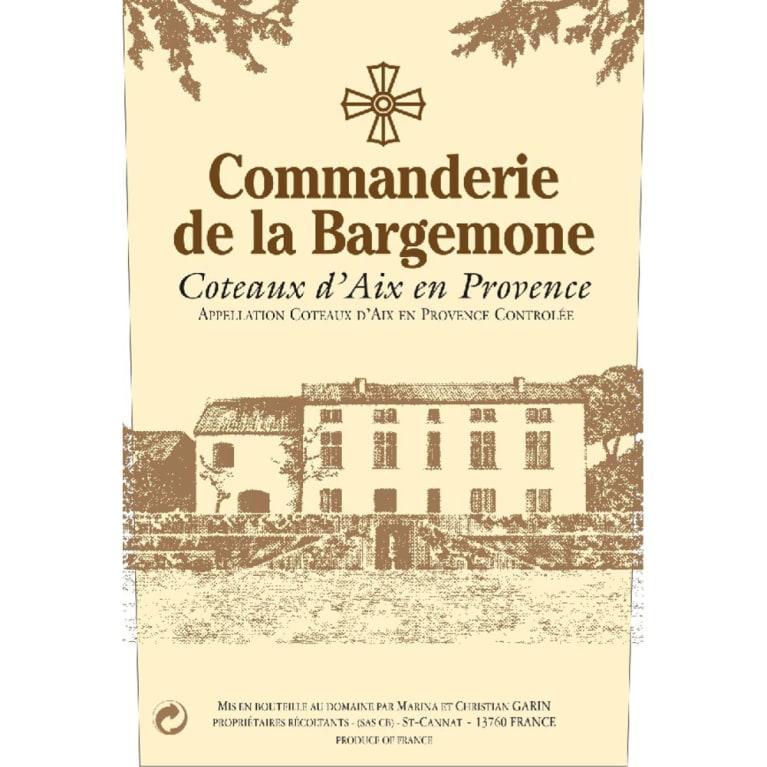 Commanderie
de la Bargemone
Coteaux d'Aix en Provence
APPELLATION COTEAUX D'AIX EN PROVENCE CONTROLÉE
MIS EN BOUTEILLE AU DOMAINE PAR MARINA ET CHRISTIAN GARIN
PROPRIÉTAIRES RÉCOLTANTS - (SAS CB) - ST-CANNAT - 13760 FRANCE
PRODUCE OF FRANCE